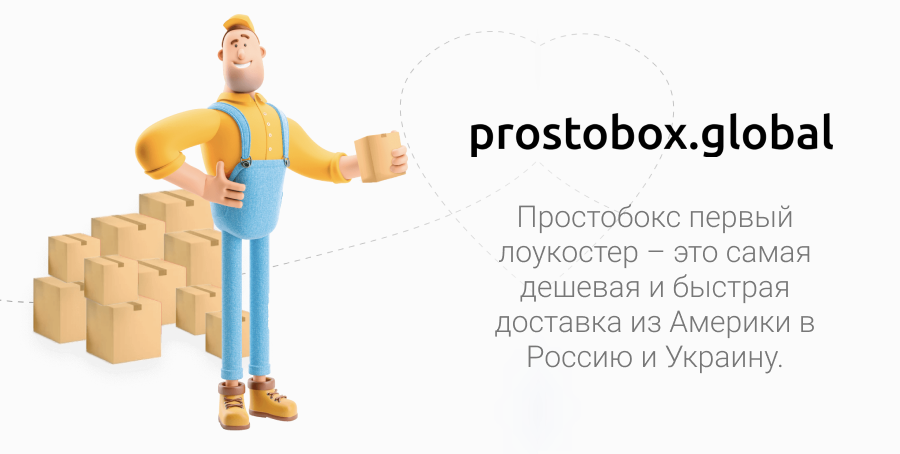 prostobox.global
Простобокс первый
лоукостер – это самая
дешевая и быстрая
доставка из Америки в
Россию и Украину.